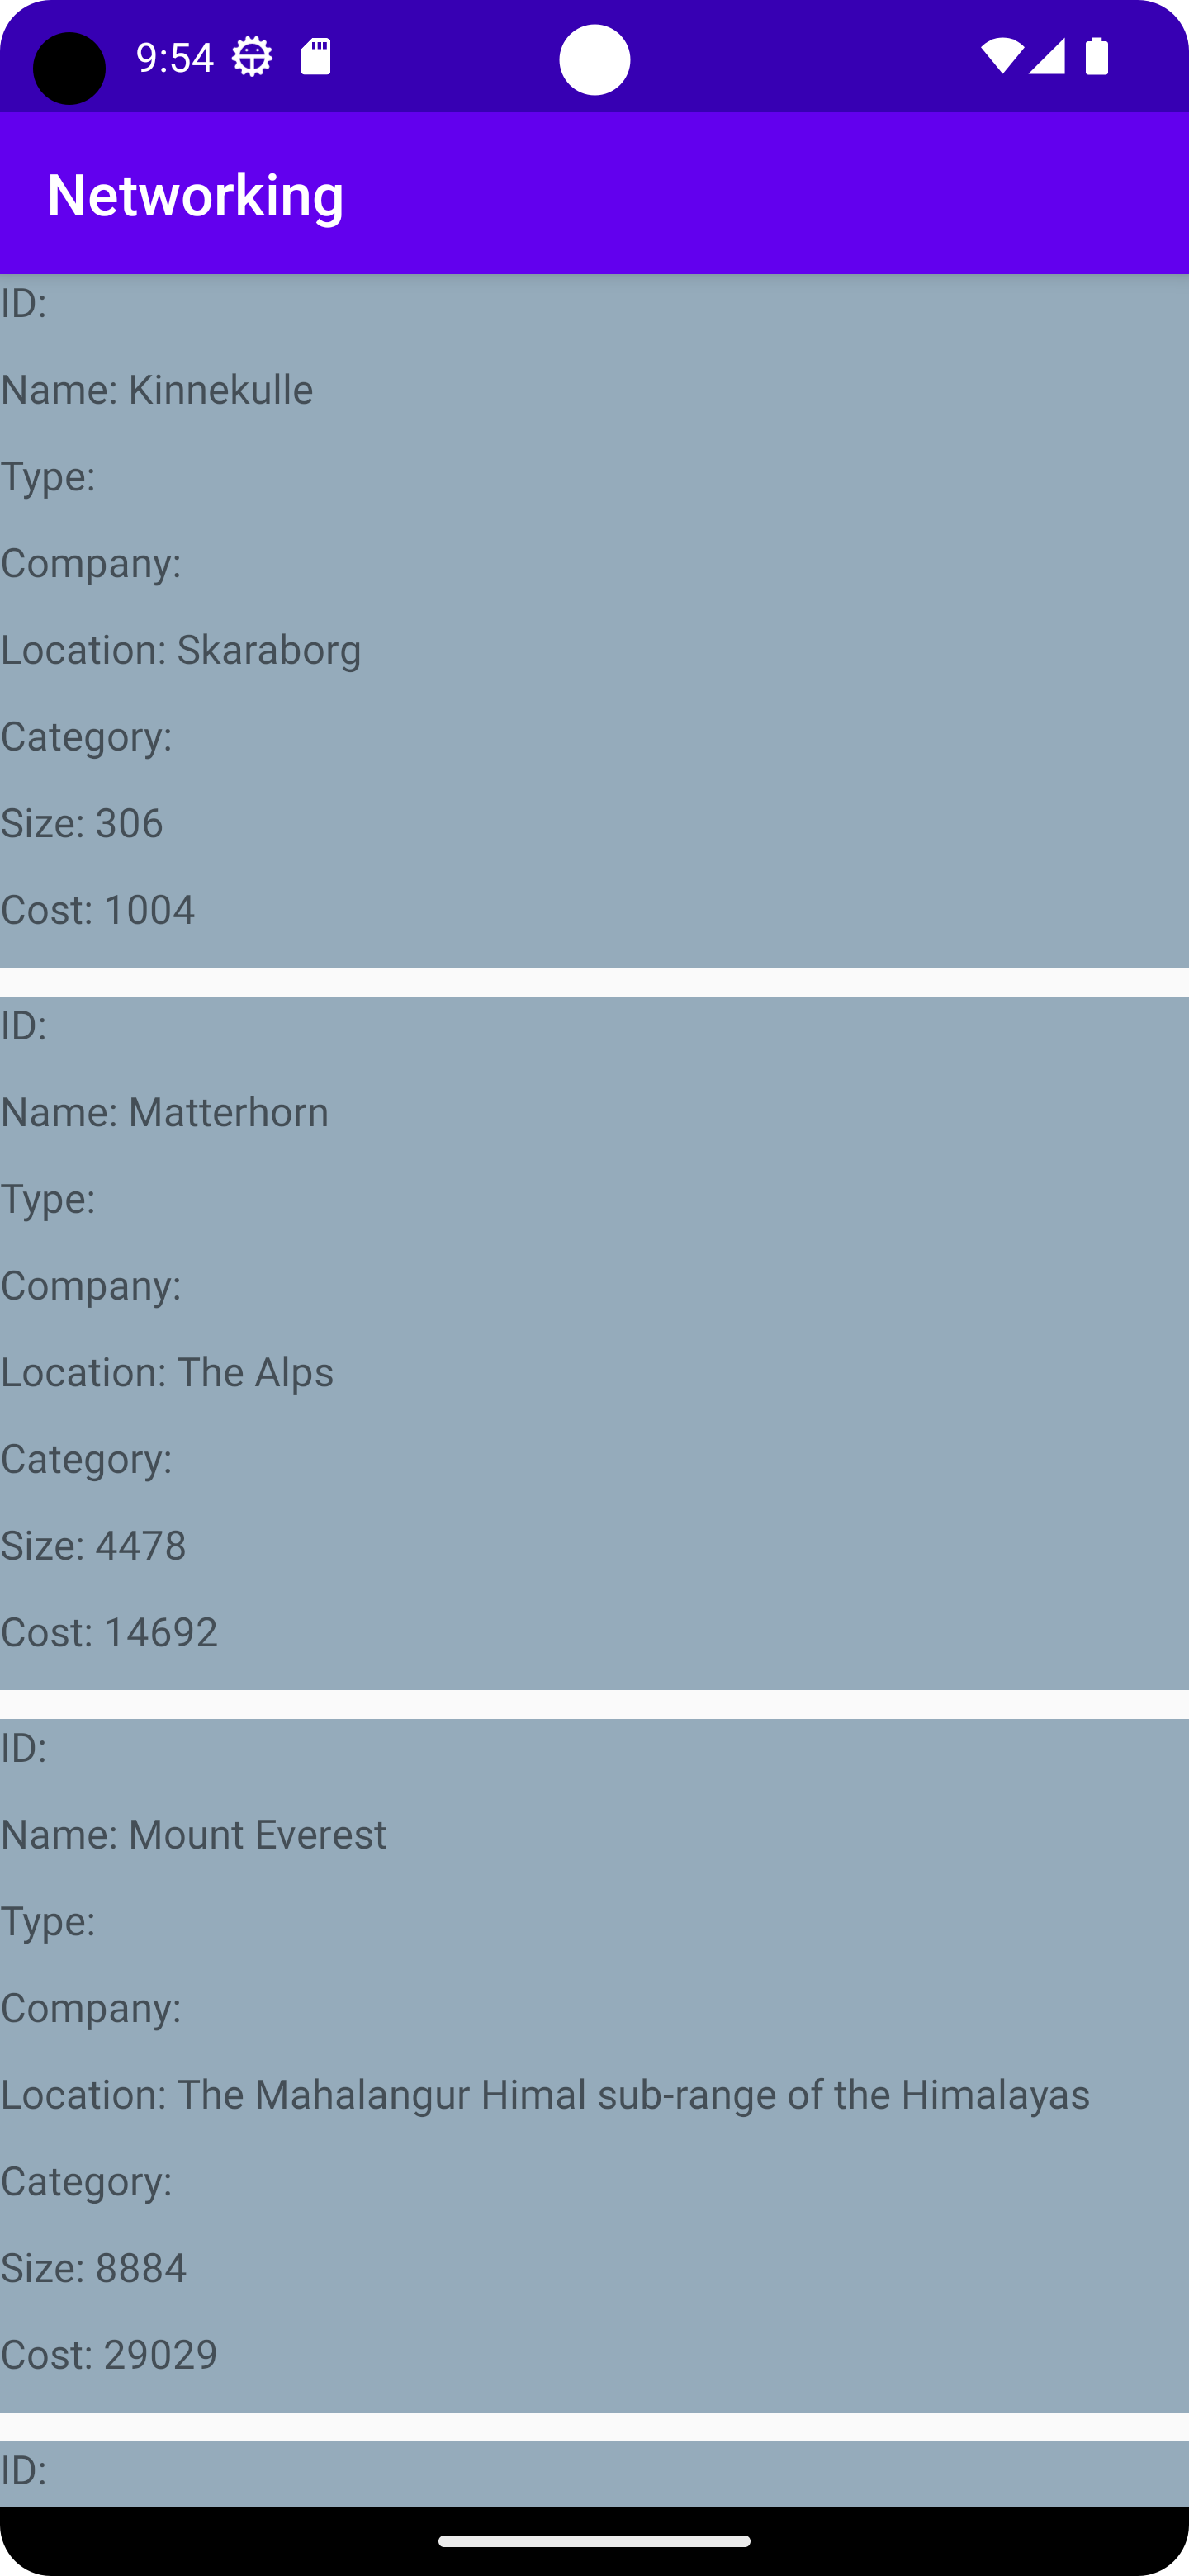 9:54
Networking
ID:
Name: Kinnekulle
Type:
Company:
Location: Skaraborg
Category:
Size: 306
Cost: 1004
ID:
Name: Matterhorn
Type:
Company:
Location: The Alps
Category:
Size: 4478
Cost: 14692
ID:
Name: Mount Everest
Type:
Company:
Location: The Mahalangur Himal sub-range of the Himalayas
Category:
Size: 8884
Cost: 29029
ID: